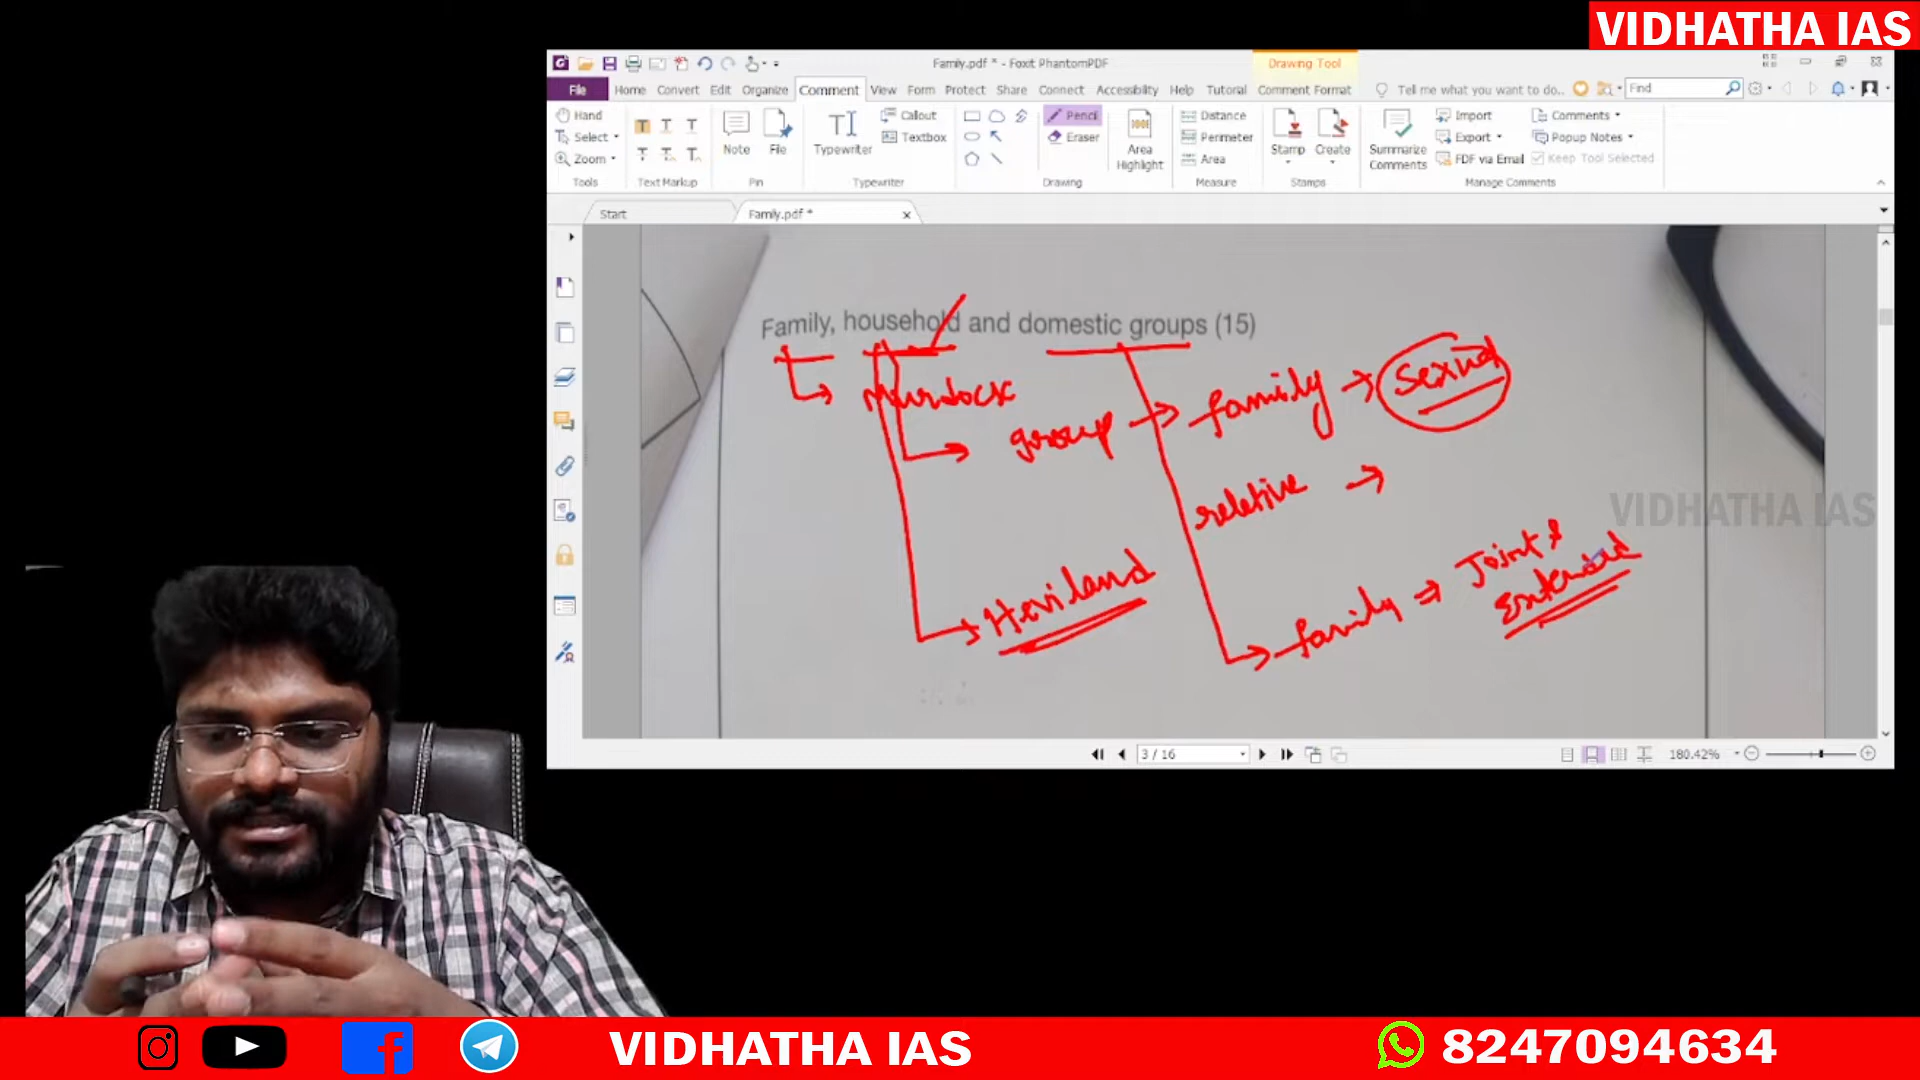 VIDHATHA IAS
Family.pdf * - Foxit PhantomPDF
Drawing Tool
File Home Convert Edit Organize Comment View Form Protect Share Connect Accessibility Help Tutorial Comment Format Tell me what you want to do.. Find
Hand
Select
Zoom
Tools
Text Markup
Note
File
Pin
Typewriter
Callout
Textbox
Typewriter
Pencil
Eraser
Area Highlight
Drawing
Distance
Perimeter
Area
Measure
Stamp
Create
Stamps
Summarize Comments
Import
Export
FDF via Email
Comments
Popup Notes
Keep Tool Selected
Manage Comments
Start
Family.pdf *
Family, household and domestic groups (15)
Murdock
group
family
sexual
relative
VIDHATHA IAS
Joint &
Extended
Heviland
family
3 / 16
180.42%
VIDHATHA IAS
8247094634